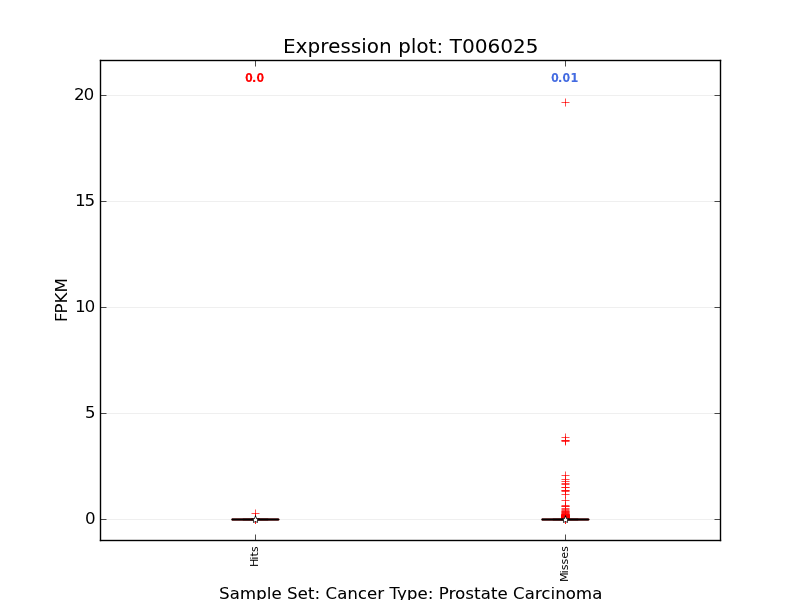 Expression plot: T006025
0.0
0.01
20
15
10
5
0
FPKM
Hits
Misses
Sample Set: Cancer Type: Prostate Carcinoma